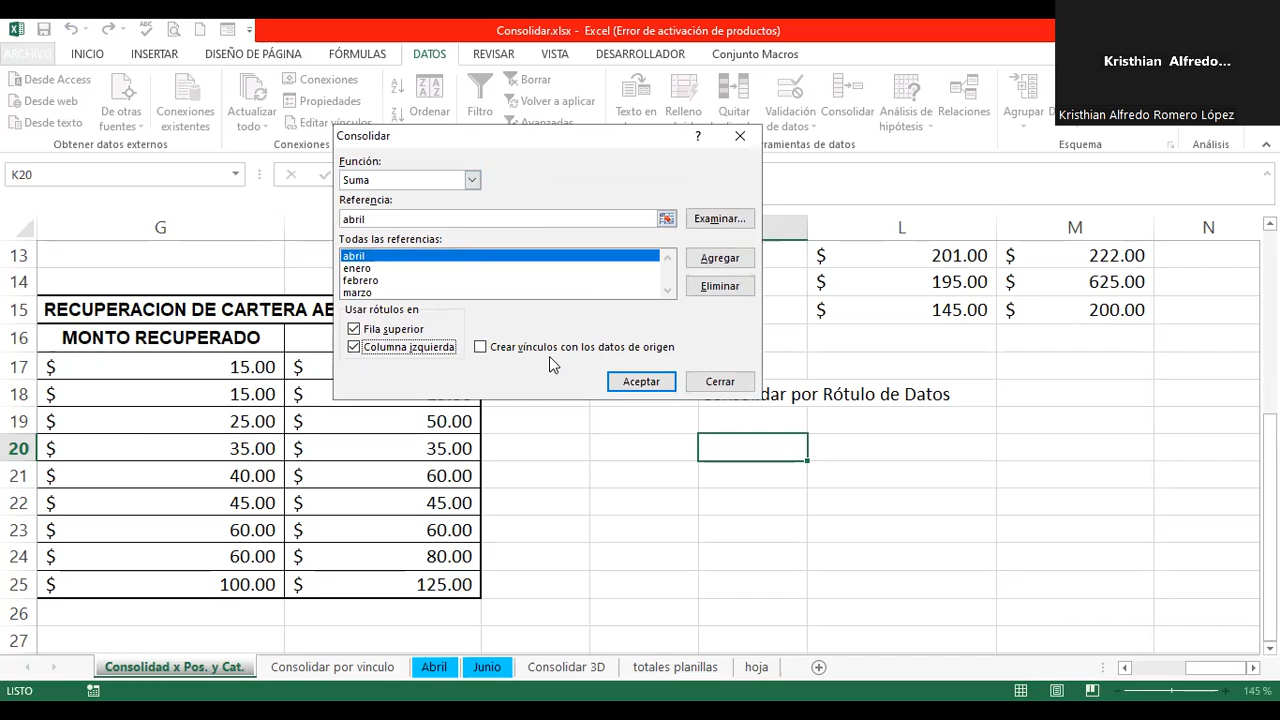 Consolidar.xlsx - Excel (Error de activación de productos)
ARCHIVO INICIO INSERTAR DISEÑO DE PÁGINA FÓRMULAS DATOS REVISAR VISTA DESARROLLADOR Conjunto Macros
Kristhian Alfredo...
Kristhian Alfredo Romero López
Desde Access
Desde web
Desde texto
De otras
fuentes
Conexiones
existentes
Obtener datos externos
Actualizar
todo
Conexiones
Propiedades
Editar vínculos
Conexiones
Ordenar
Filtro
Borrar
Volver a aplicar
Avanzadas
Texto en
Relleno
Quitar
Validación
de datos
Consolidar
Análisis de
hipótesis
Relaciones
rramientas de datos
Agrupar
Esquema
Análisis
K20
Consolidar
? ×
Función:
Suma
Referencia:
abril
Examinar...
Todas las referencias:
abril
enero
febrero
marzo
Agregar
Eliminar
Usar rótulos en
Fila superior
Columna izquierda
Crear vínculos con los datos de origen
Aceptar
Cerrar
G L M N
13 $ 201.00 $ 222.00
14 $ 195.00 $ 625.00
15 RECUPERACION DE CARTERA AB $ 145.00 $ 200.00
16 MONTO RECUPERADO
17 $ 15.00 $
18 $ 15.00 $ Consolidar por Rótulo de Datos
19 $ 25.00 $ 50.00
20 $ 35.00 $ 35.00
21 $ 40.00 $ 60.00
22 $ 45.00 $ 45.00
23 $ 60.00 $ 60.00
24 $ 60.00 $ 80.00
25 $ 100.00 $ 125.00
26
27
Consolidad x Pos. y Cat. Consolidar por vinculo Abril Junio Consolidar 3D totales planillas hoja
LISTO
145 %